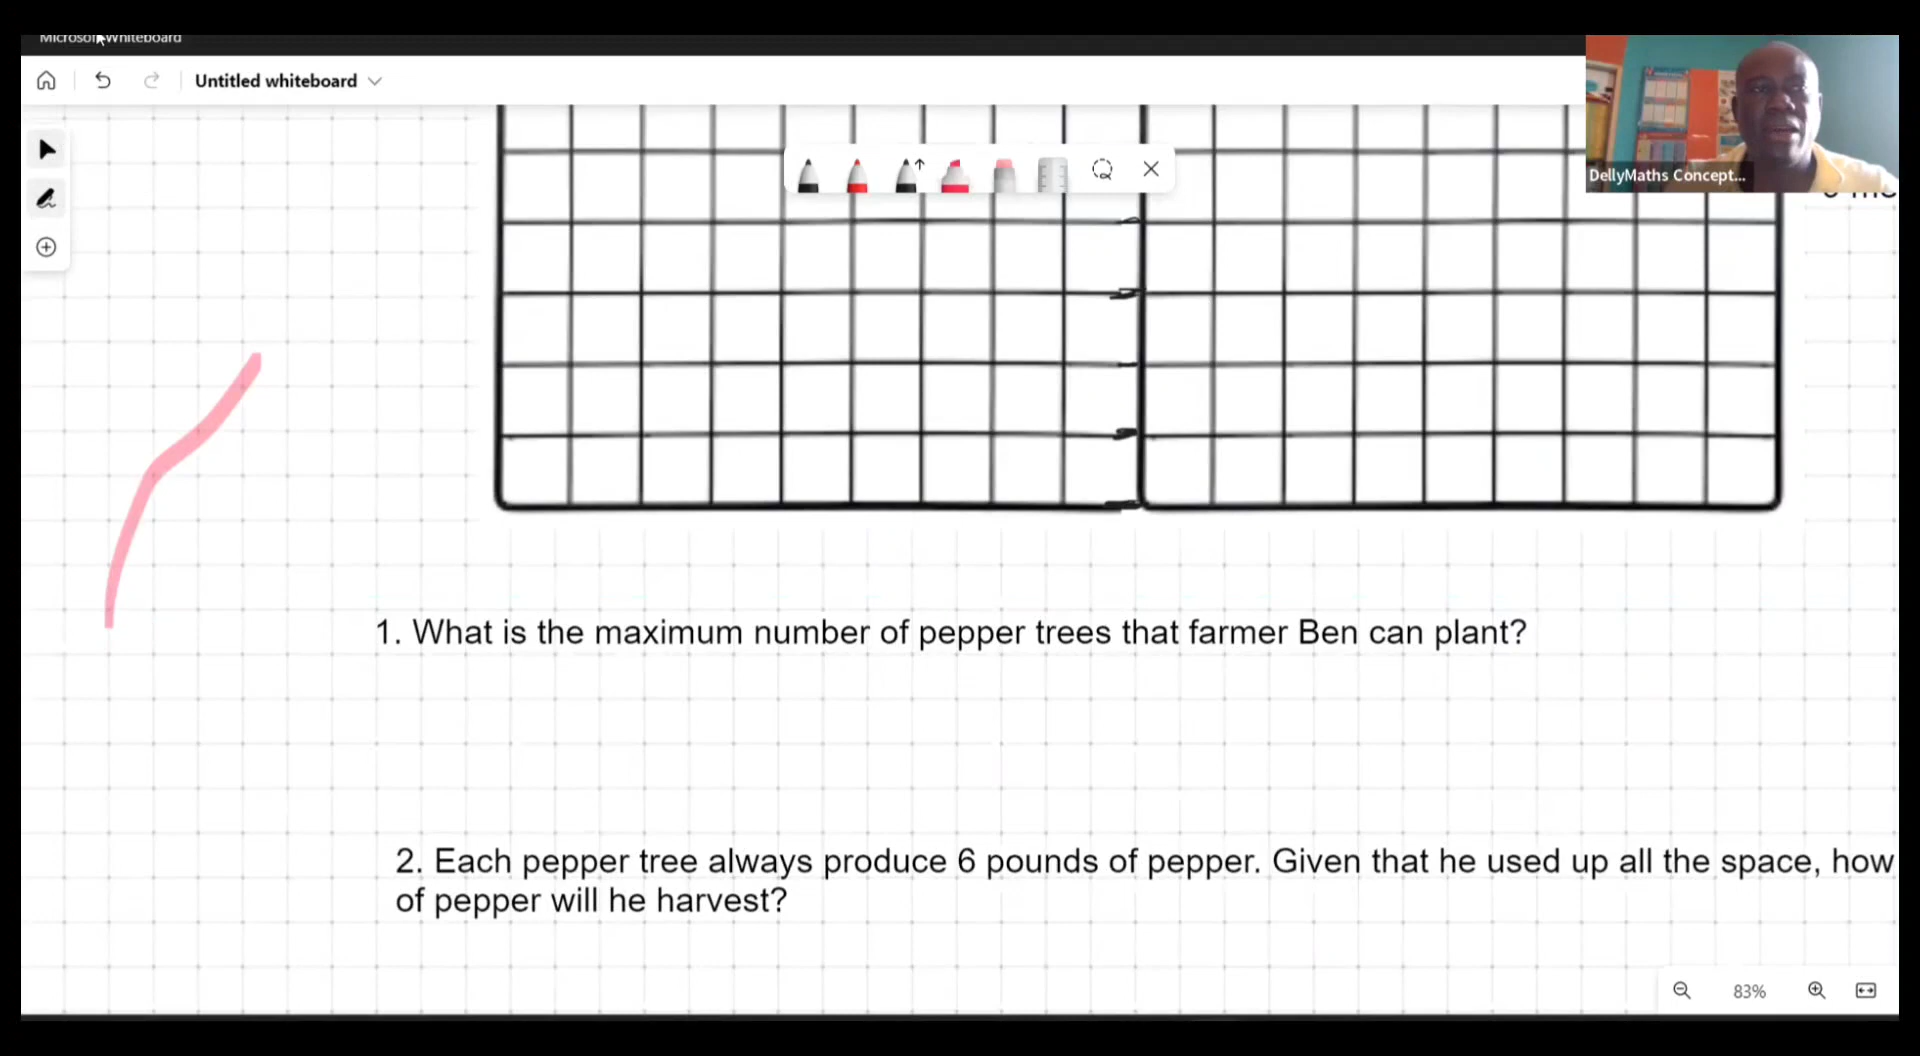 Microsoft Whiteboard
Untitled whiteboard
DellyMaths Concept...
1. What is the maximum number of pepper trees that farmer Ben can plant?
2. Each pepper tree always produce 6 pounds of pepper. Given that he used up all the space, how
of pepper will he harvest?
83%